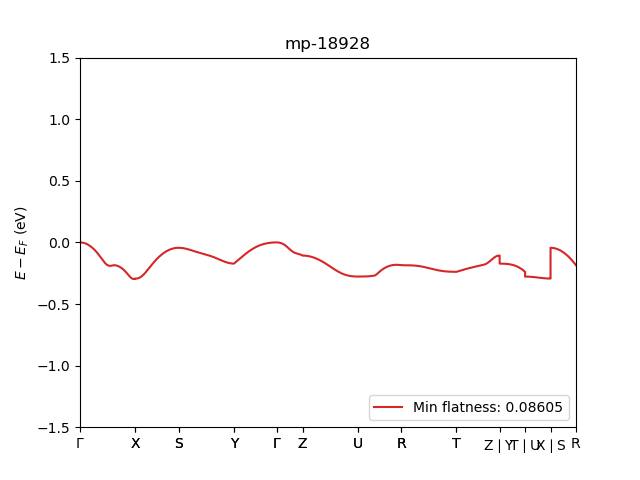 mp-18928
1.5
1.0
0.5
0.0
−0.5
−1.0
−1.5
E − E_F (eV)
Min flatness: 0.08605
Γ X S Y Γ Z U R T Z | Y T | U X | S R